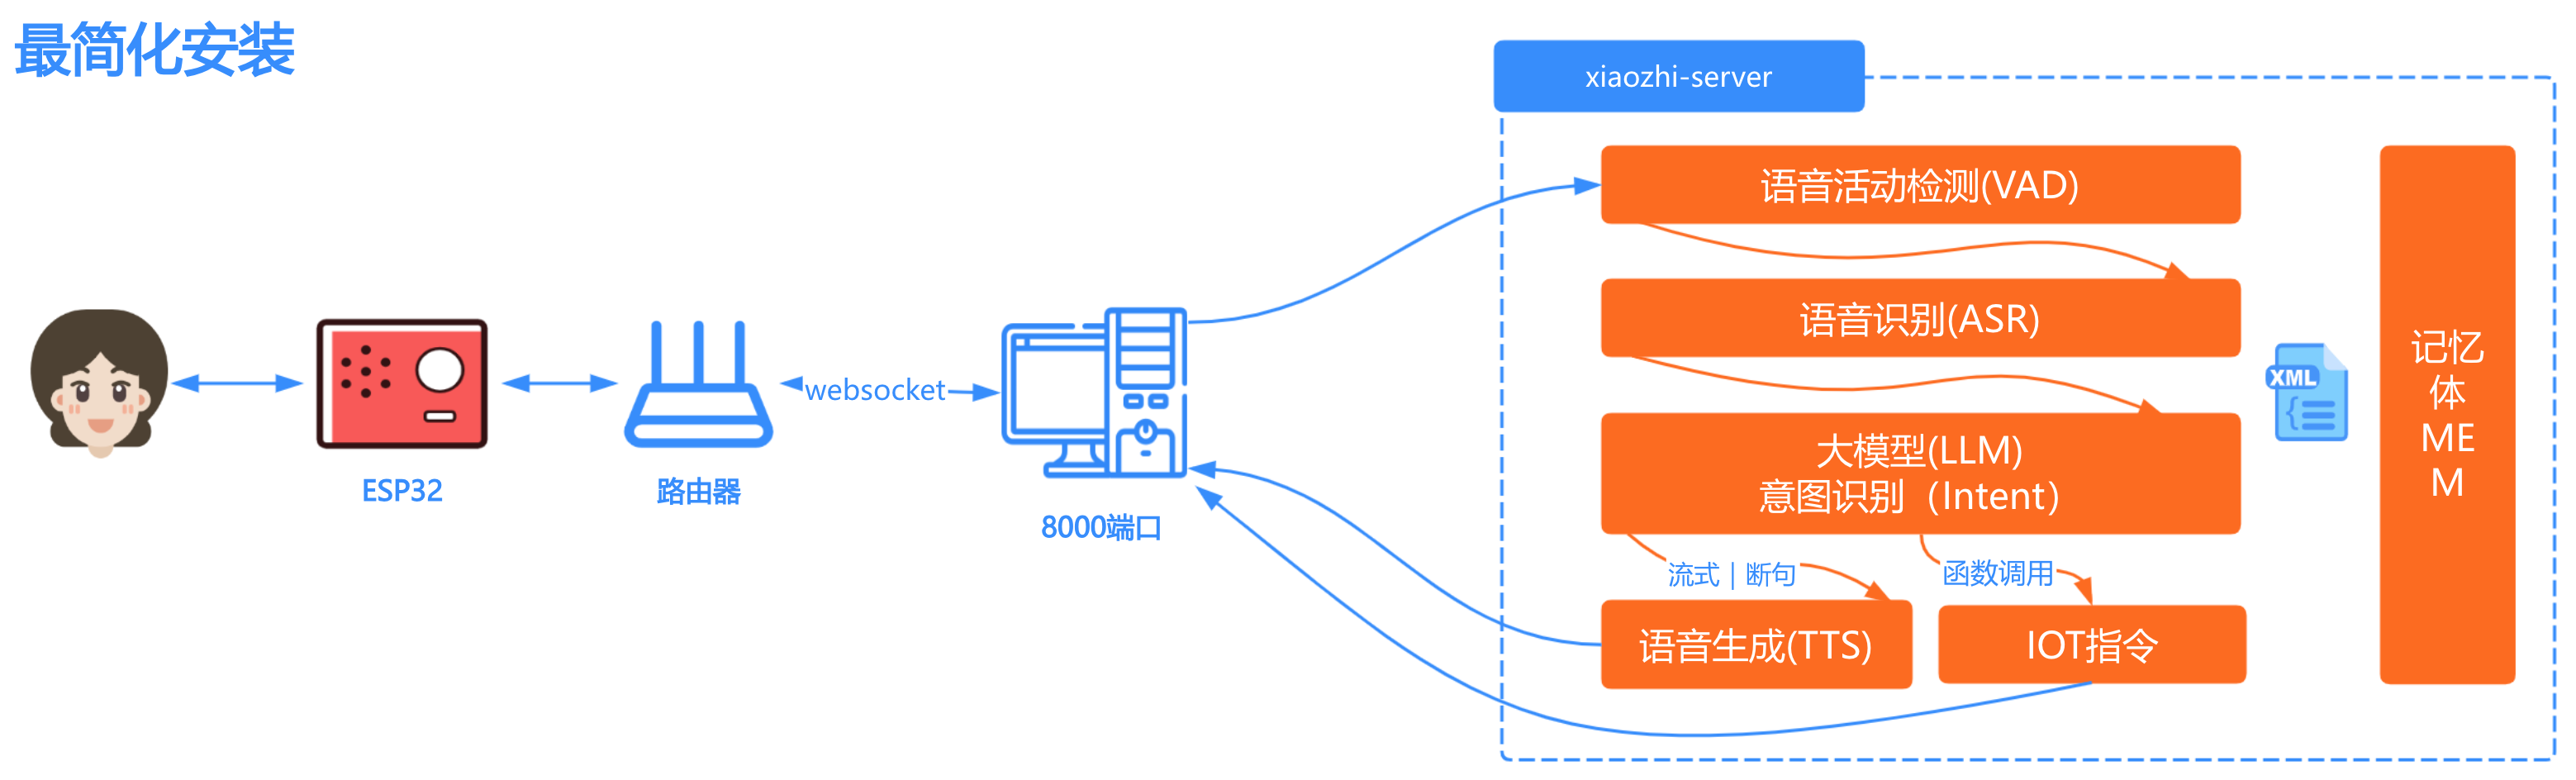 最简化安装
xiaozhi-server
语音活动检测(VAD)
语音识别(ASR)
大模型(LLM)
意图识别（Intent）
流式｜断句
函数调用
语音生成(TTS)
IOT指令
XML
记忆
体
ME
M
websocket
ESP32
路由器
8000端口